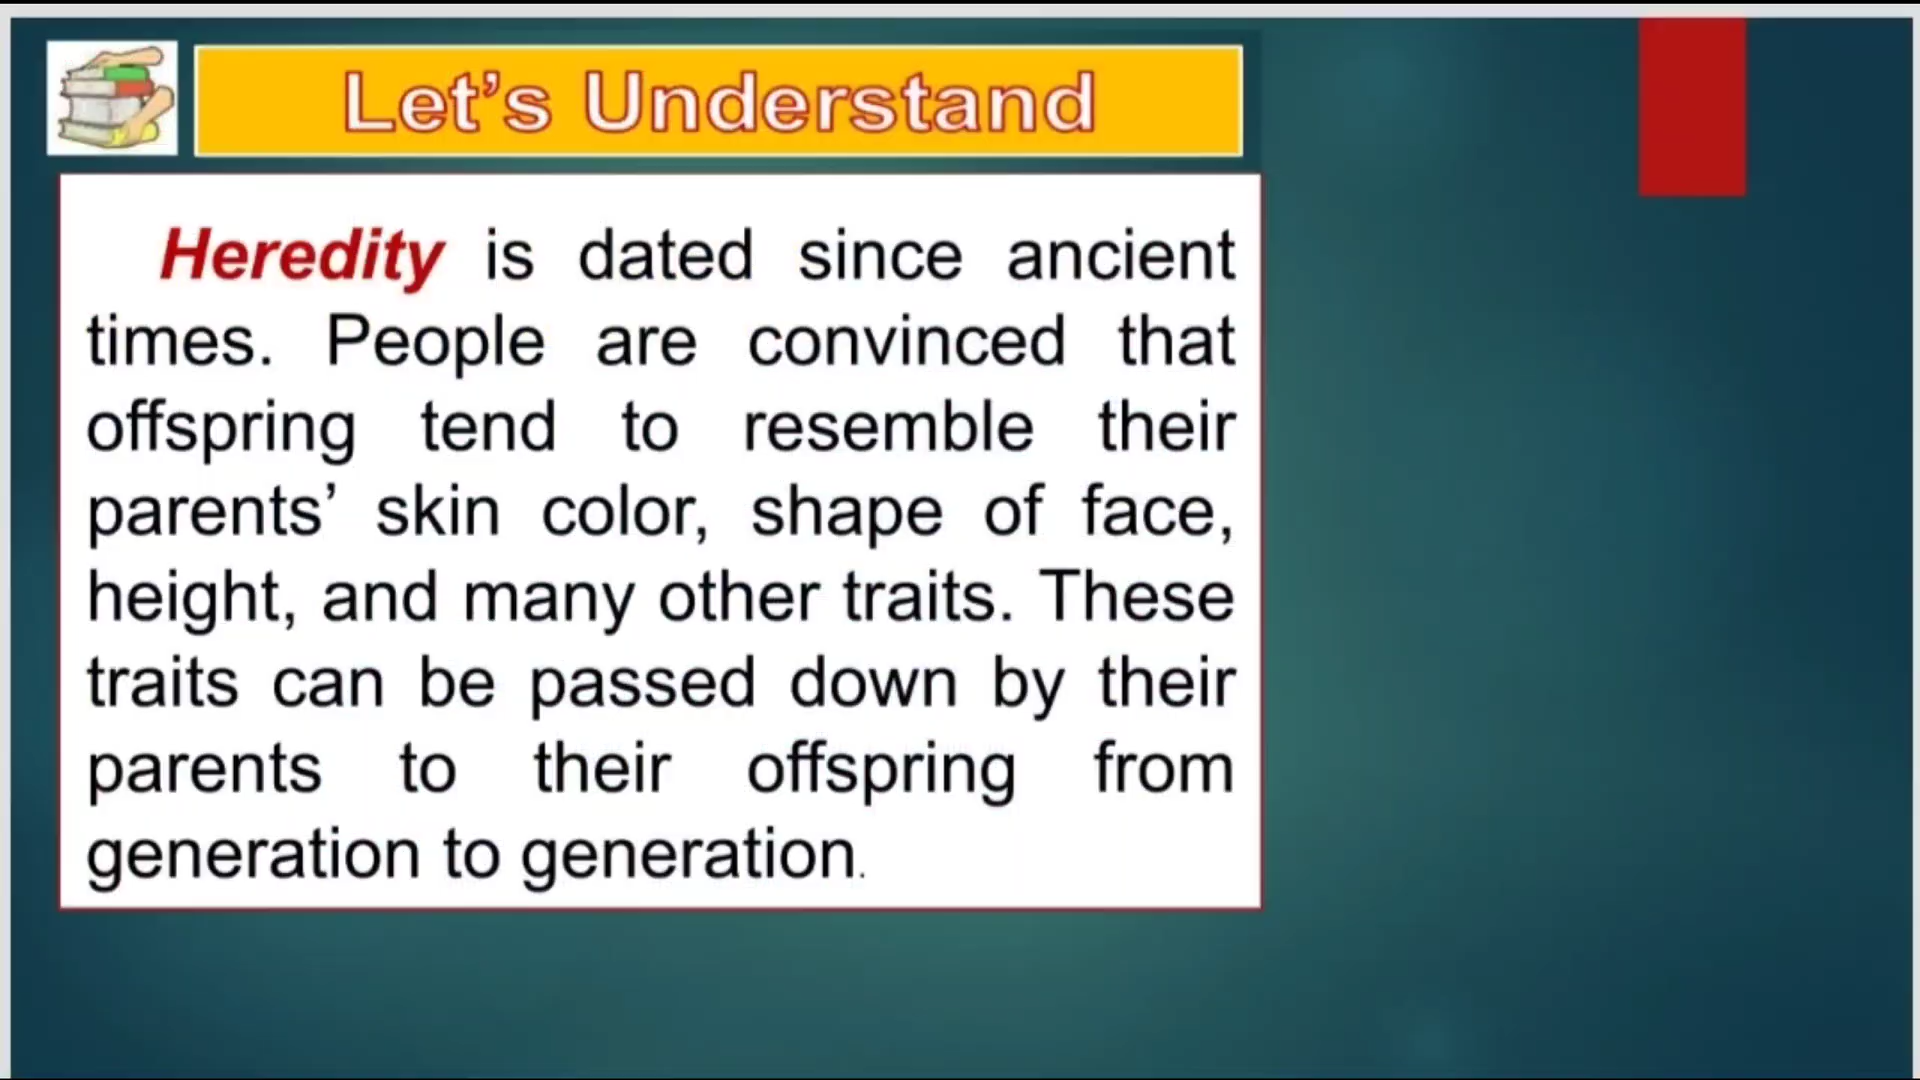 Let’s Understand
Heredity is dated since ancient
times. People are convinced that
offspring tend to resemble their
parents’ skin color, shape of face,
height, and many other traits. These
traits can be passed down by their
parents to their offspring from
generation to generation.